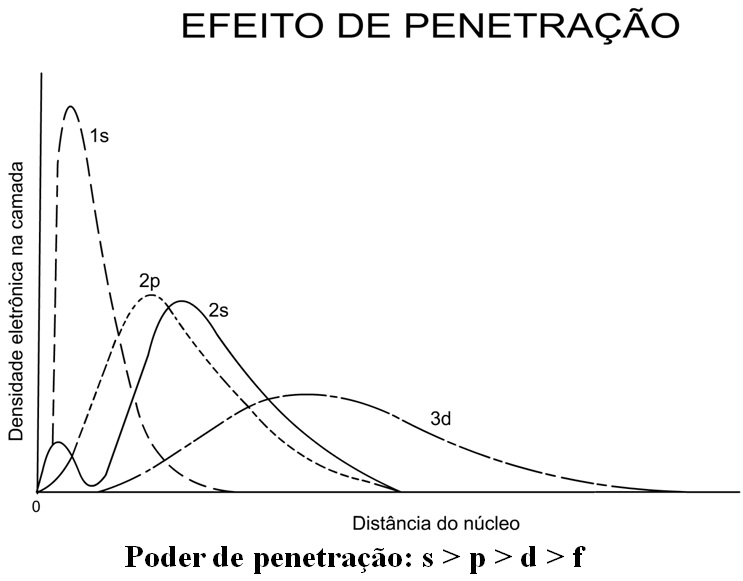 EFEITO DE PENETRAÇÃO
Densidade eletrônica na camada
1s
2p
2s
3d
0
Distância do núcleo
Poder de penetração: s > p > d > f